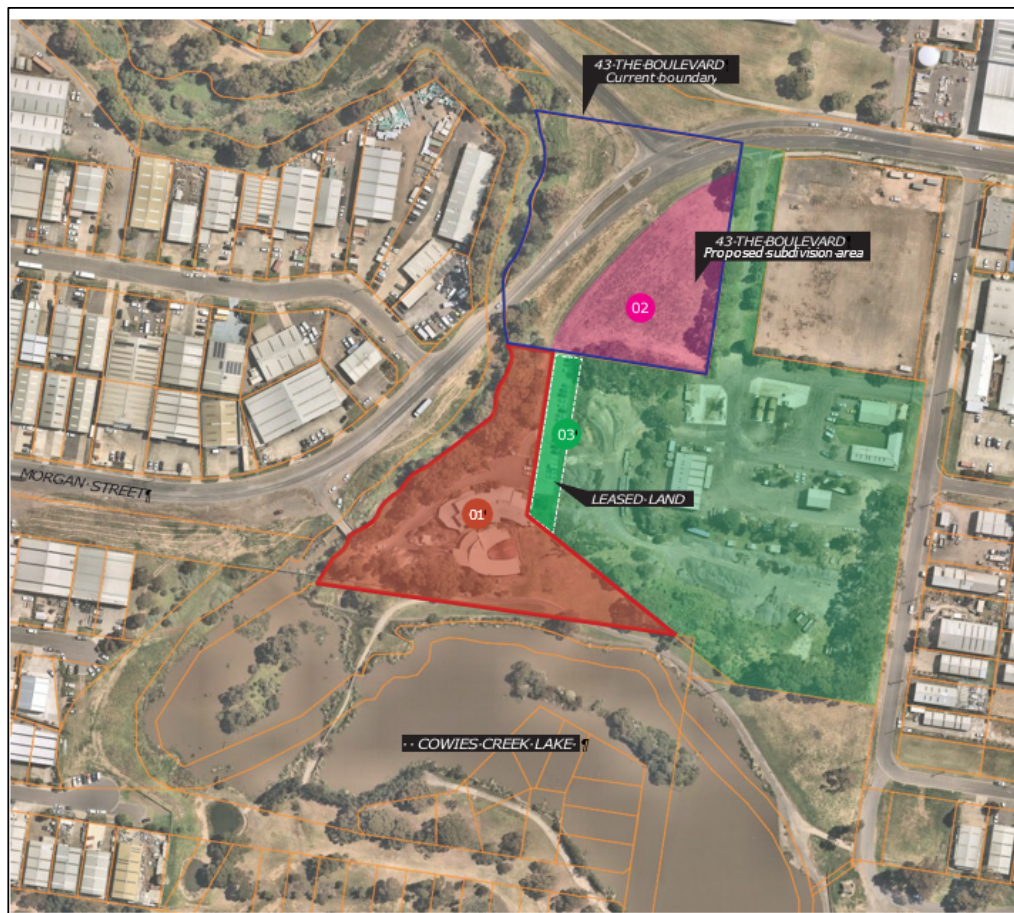 43 THE BOULEVARD
Current boundary
43 THE BOULEVARD
Proposed subdivision area
02
03
LEASED LAND
MORGAN STREET¶
01
·· COWIES·CREEK·LAKE· ¶